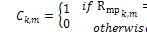 C_{k,m} = {1 if R_{mp_{k,m}} =
0 otherwise